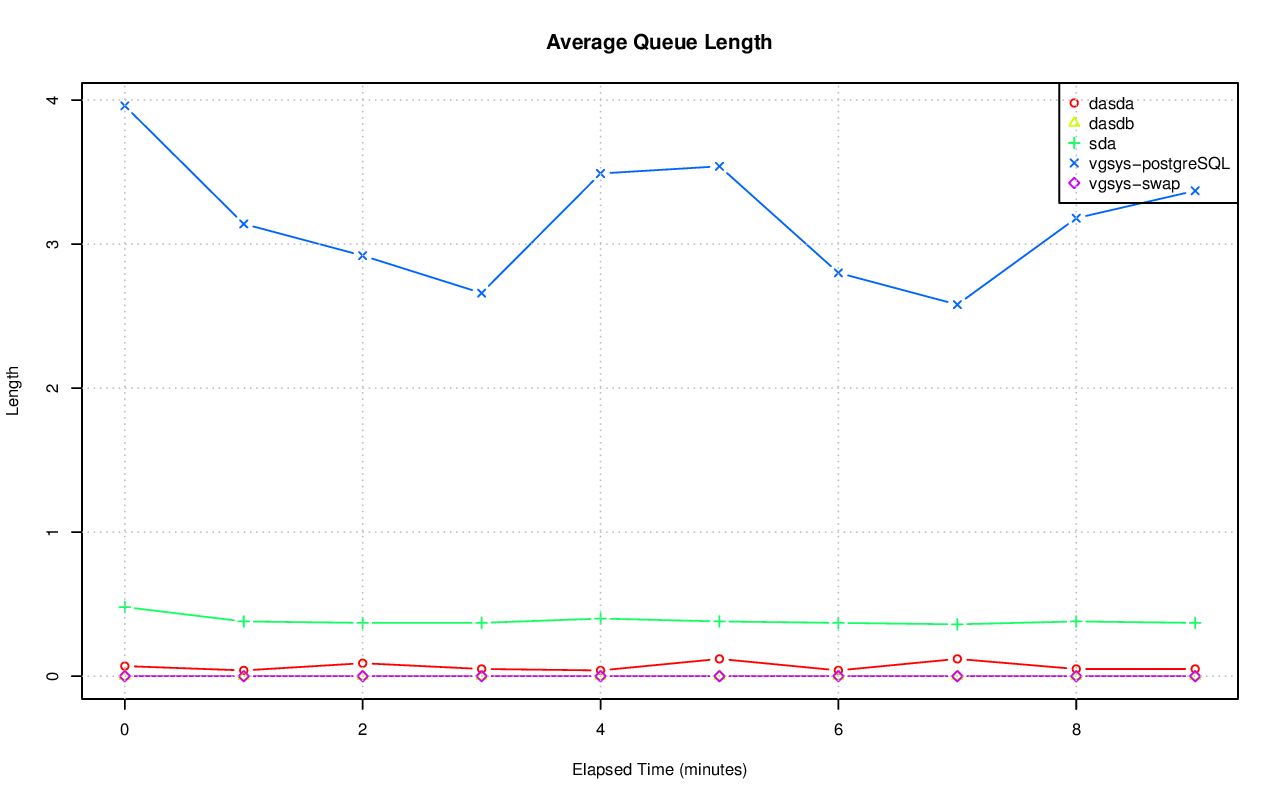 Average Queue Length
dasda
dasdb
sda
vgsys−postgreSQL
vgsys−swap
Length
4
3
2
1
0
0 2 4 6 8
Elapsed Time (minutes)